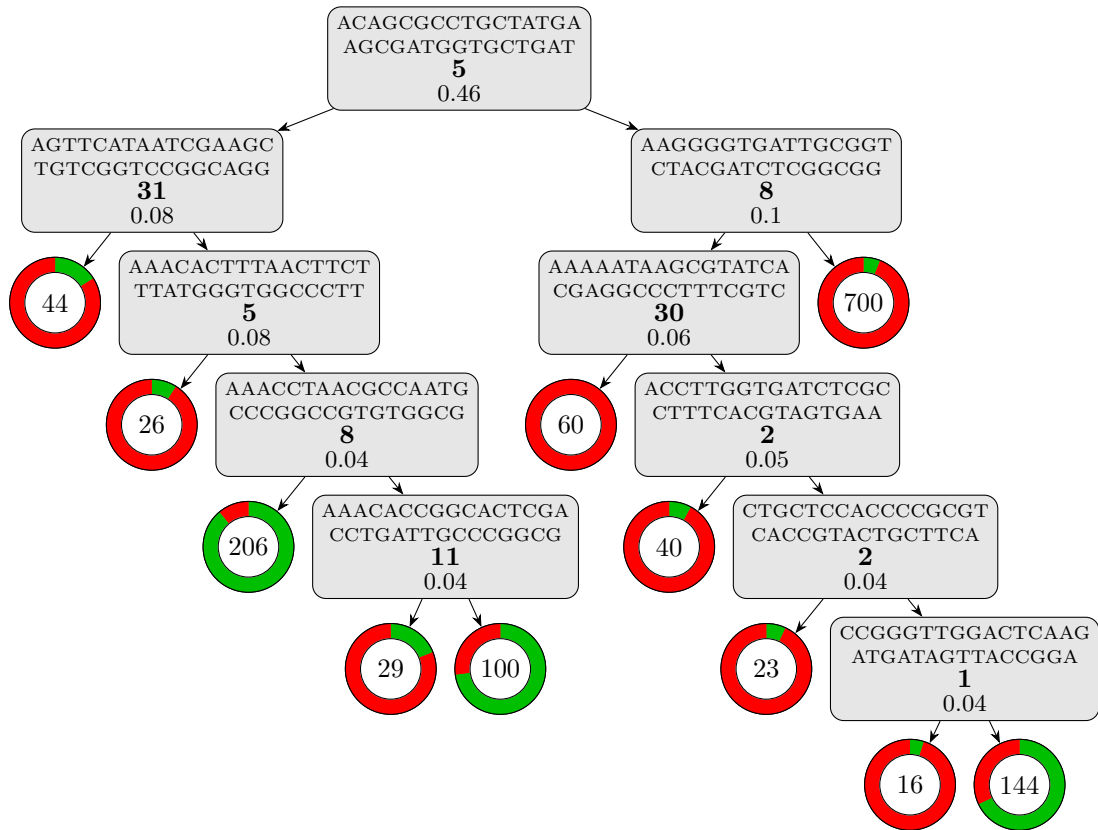 ACAGCGCCTGCTATGA
AGCGATGGTGCTGAT
5
0.46
AGTTCATAATCGAAGC
TGTCGGTCCGGCAGG
31
0.08
AAGGGGTGATTGCGGT
CTACGATCTCGGCGG
8
0.1
44
AAACACTTTAACTTCT
TTATGGGTGGCCCTT
5
0.08
AAAAATAAGCGTATCA
CGAGGCCCTTTCGTC
30
0.06
700
26
AAACCTAACGCCAATG
CCCGGCCGTGTGGCG
8
0.04
60
ACCTTGGTGATCTCGC
CTTTCACGTAGTGAA
2
0.05
206
AAACACCGGCACTCGA
CCTGATTGCCCGGCG
11
0.04
40
CTGCTCCACCCCGCGT
CACCGTACTGCTTCA
2
0.04
29
100
23
CCGGGTTGGACTCAAG
ATGATAGTTACCGGA
1
0.04
16
144